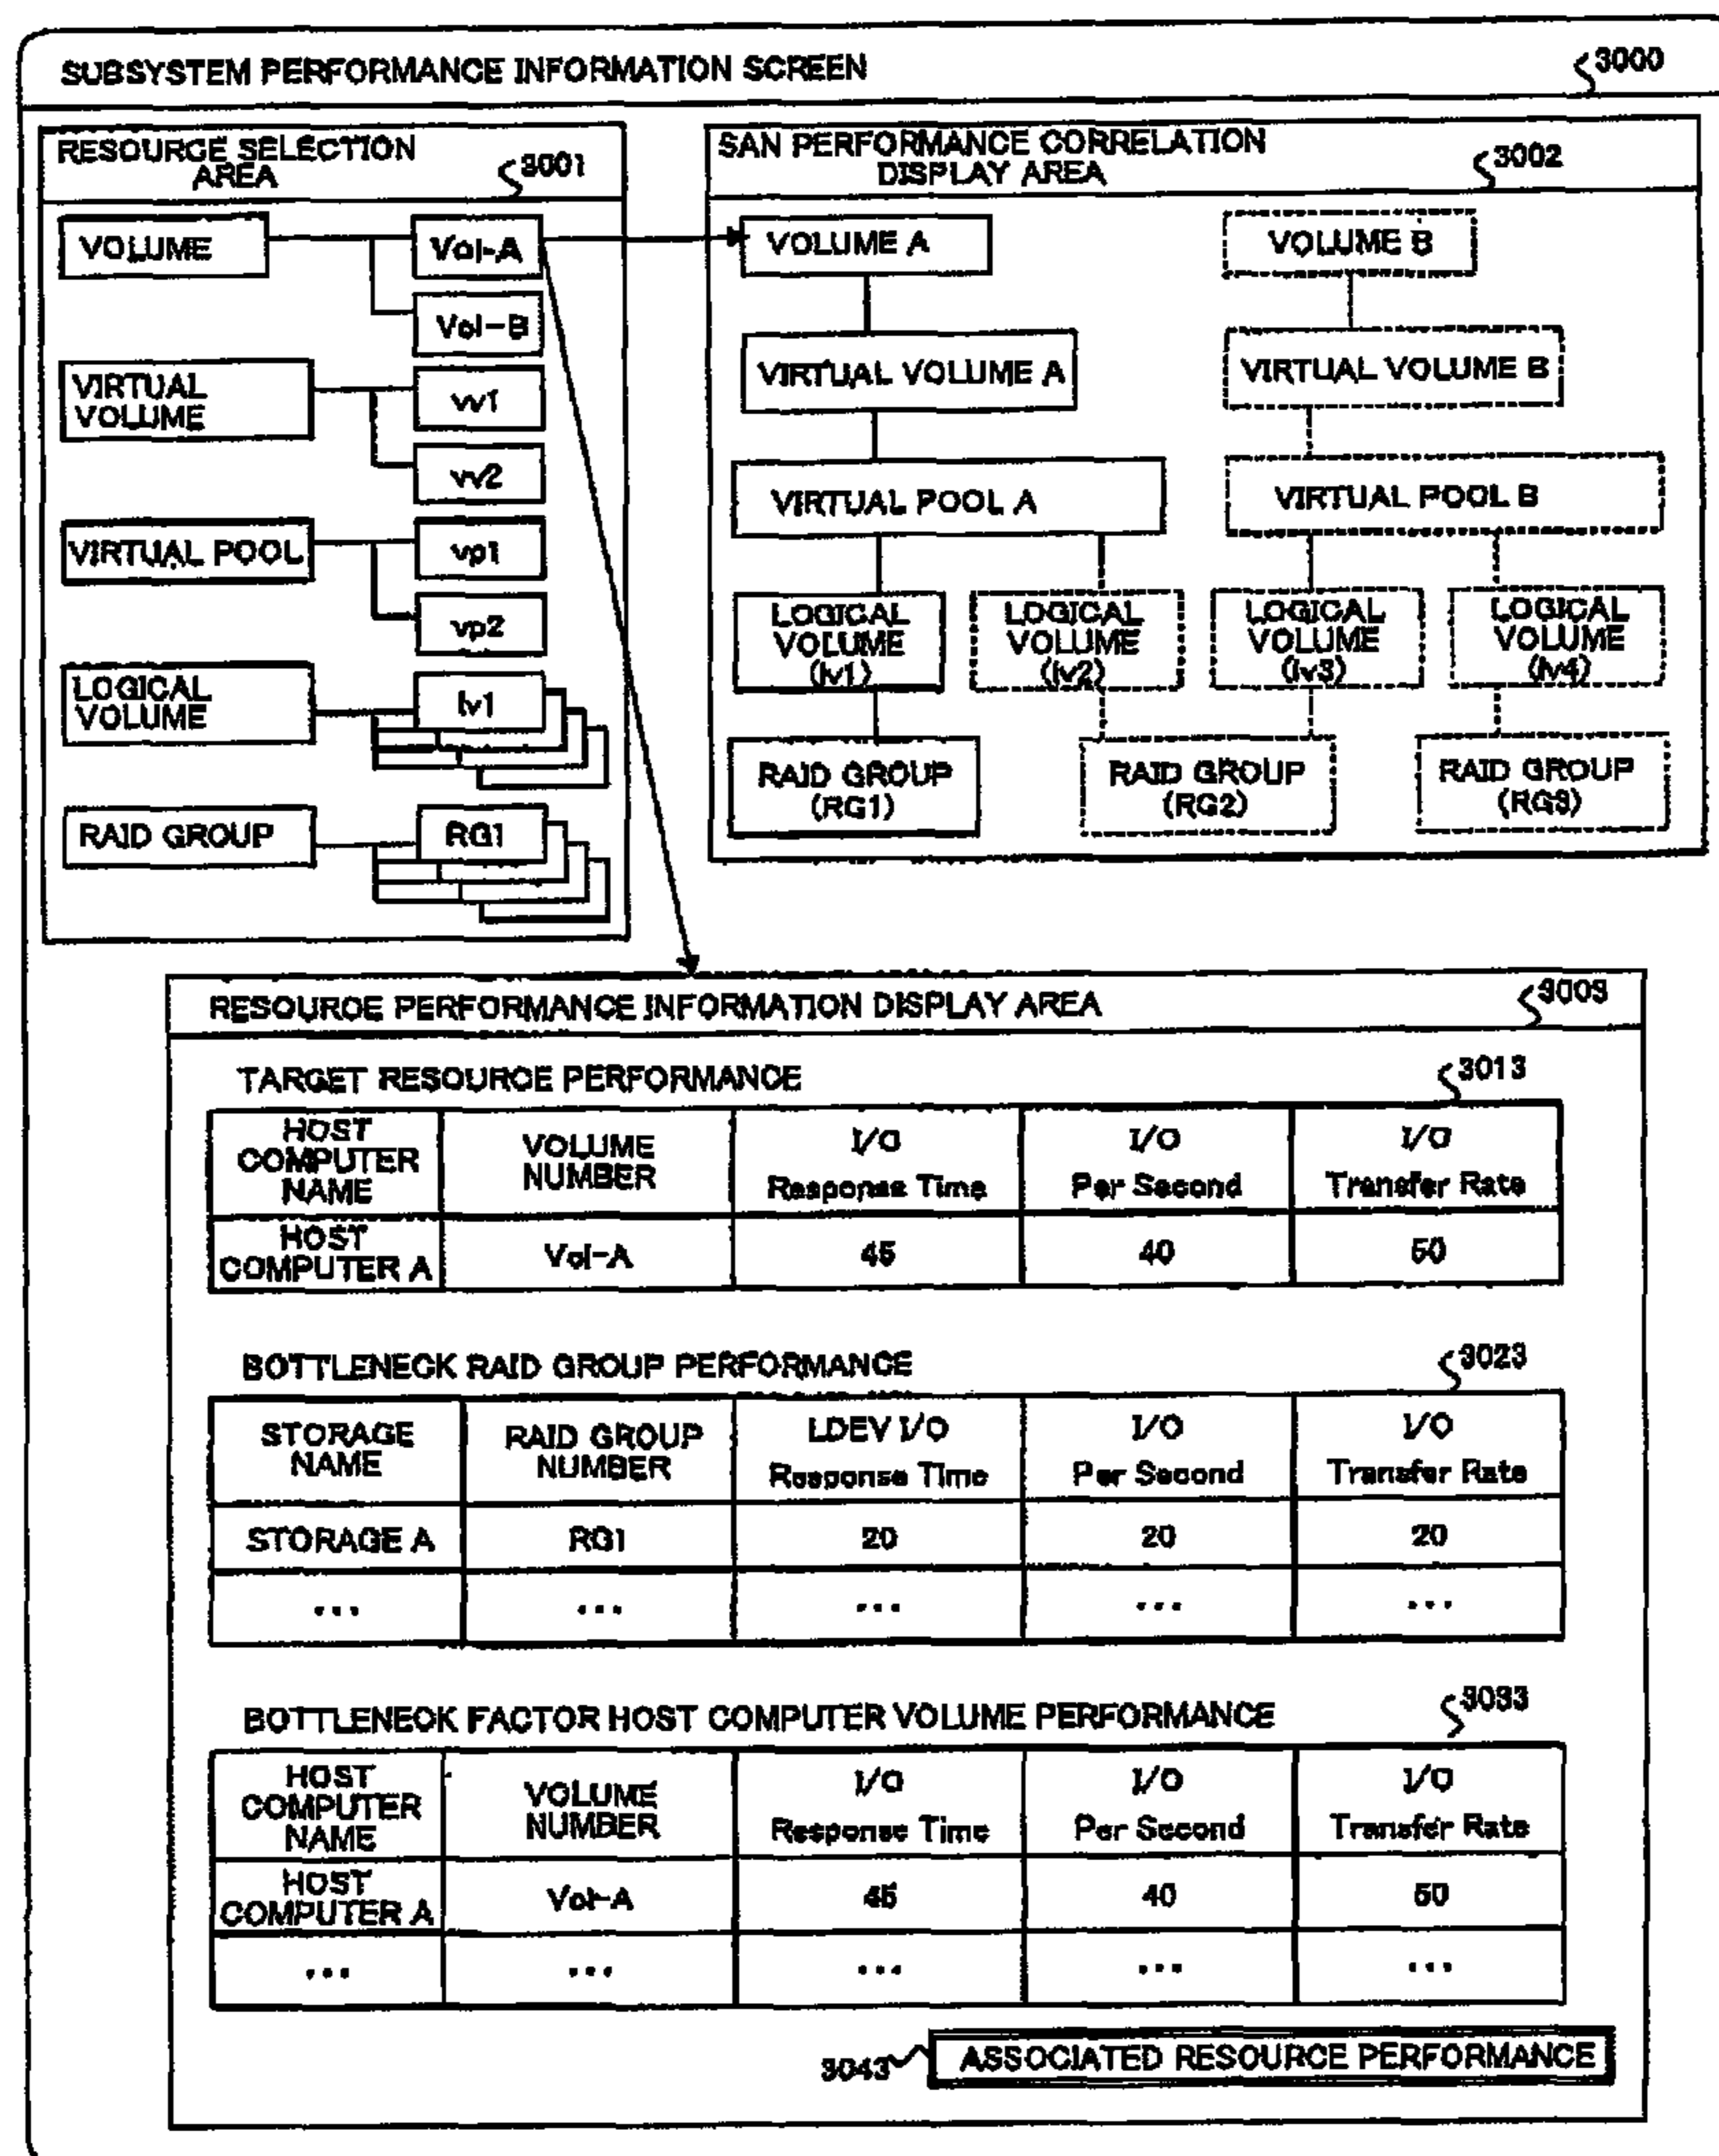 SUBSYSTEM PERFORMANCE INFORMATION SCREEN
3000
RESOURCE SELECTION
AREA
3001
VOLUME
Vol-A
Vol-B
VIRTUAL
VOLUME
vv1
vv2
VIRTUAL POOL
vp1
vp2
LOGICAL
VOLUME
lv1
RAID GROUP
RG1
SAN PERFORMANCE CORRELATION
DISPLAY AREA
3002
VOLUME A
VOLUME B
VIRTUAL VOLUME A
VIRTUAL VOLUME B
VIRTUAL POOL A
VIRTUAL POOL B
LOGICAL
VOLUME
(lv1)
LOGICAL
VOLUME
(lv2)
LOGICAL
VOLUME
(lv3)
LOGICAL
VOLUME
(lv4)
RAID GROUP
(RG1)
RAID GROUP
(RG2)
RAID GROUP
(RG3)
RESOURCE PERFORMANCE INFORMATION DISPLAY AREA
3003
TARGET RESOURCE PERFORMANCE
3013
HOST
COMPUTER
NAME
VOLUME
NUMBER
I/O
Response Time
I/O
Per Second
I/O
Transfer Rate
HOST
COMPUTER A
Vol-A
45
40
50
BOTTLENECK RAID GROUP PERFORMANCE
3023
STORAGE
NAME
RAID GROUP
NUMBER
LDEV I/O
Response Time
I/O
Per Second
I/O
Transfer Rate
STORAGE A
RG1
20
20
20
...
...
...
...
...
BOTTLENECK FACTOR HOST COMPUTER VOLUME PERFORMANCE
3033
HOST
COMPUTER
NAME
VOLUME
NUMBER
I/O
Response Time
I/O
Per Second
I/O
Transfer Rate
HOST
COMPUTER A
Vol-A
45
40
50
...
...
...
...
...
3043
ASSOCIATED RESOURCE PERFORMANCE